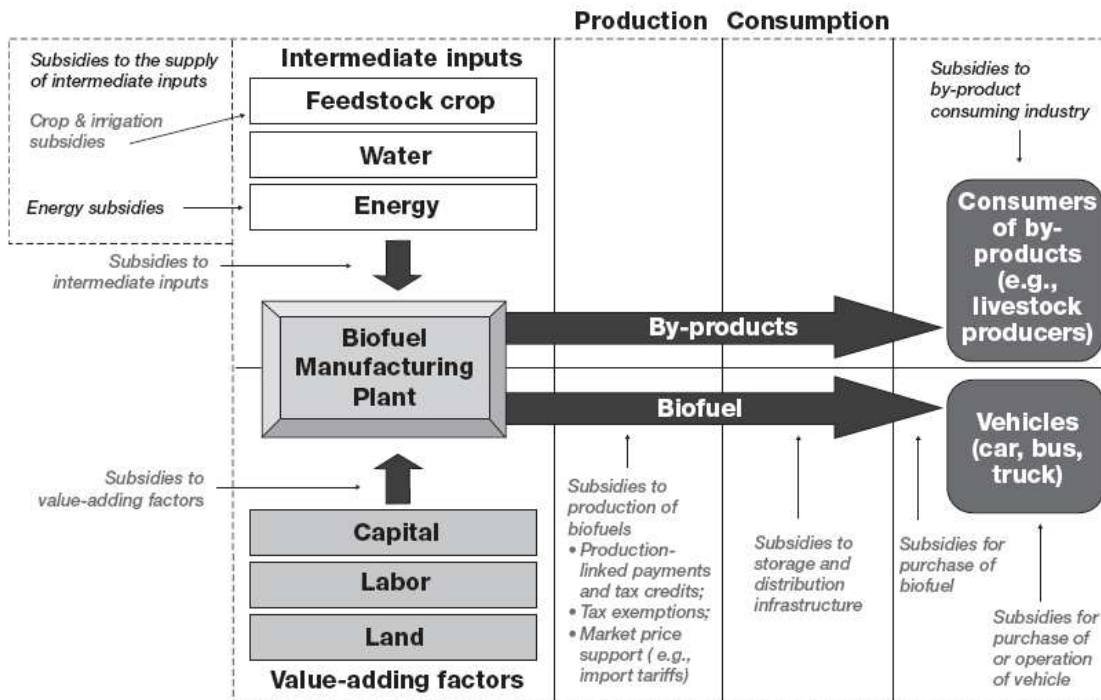 Production
Consumption
Subsidies to the supply
of intermediate inputs
Crop & irrigation
subsidies
Energy subsidies
Intermediate inputs
Feedstock crop
Water
Energy
Subsidies to
intermediate inputs
Biofuel
Manufacturing
Plant
Subsidies to
value-adding factors
Capital
Labor
Land
Value-adding factors
By-products
Biofuel
Subsidies to
production of
biofuels
• Production-
linked payments
and tax credits;
• Tax exemptions;
• Market price
support ( e.g.,
import tariffs)
Subsidies to
storage and
distribution
infrastructure
Subsidies for
purchase of
biofuel
Subsidies to
by-product
consuming industry
Consumers
of by-
products
(e.g.,
livestock
producers)
Vehicles
(car, bus,
truck)
Subsidies for
purchase of
or operation
of vehicle